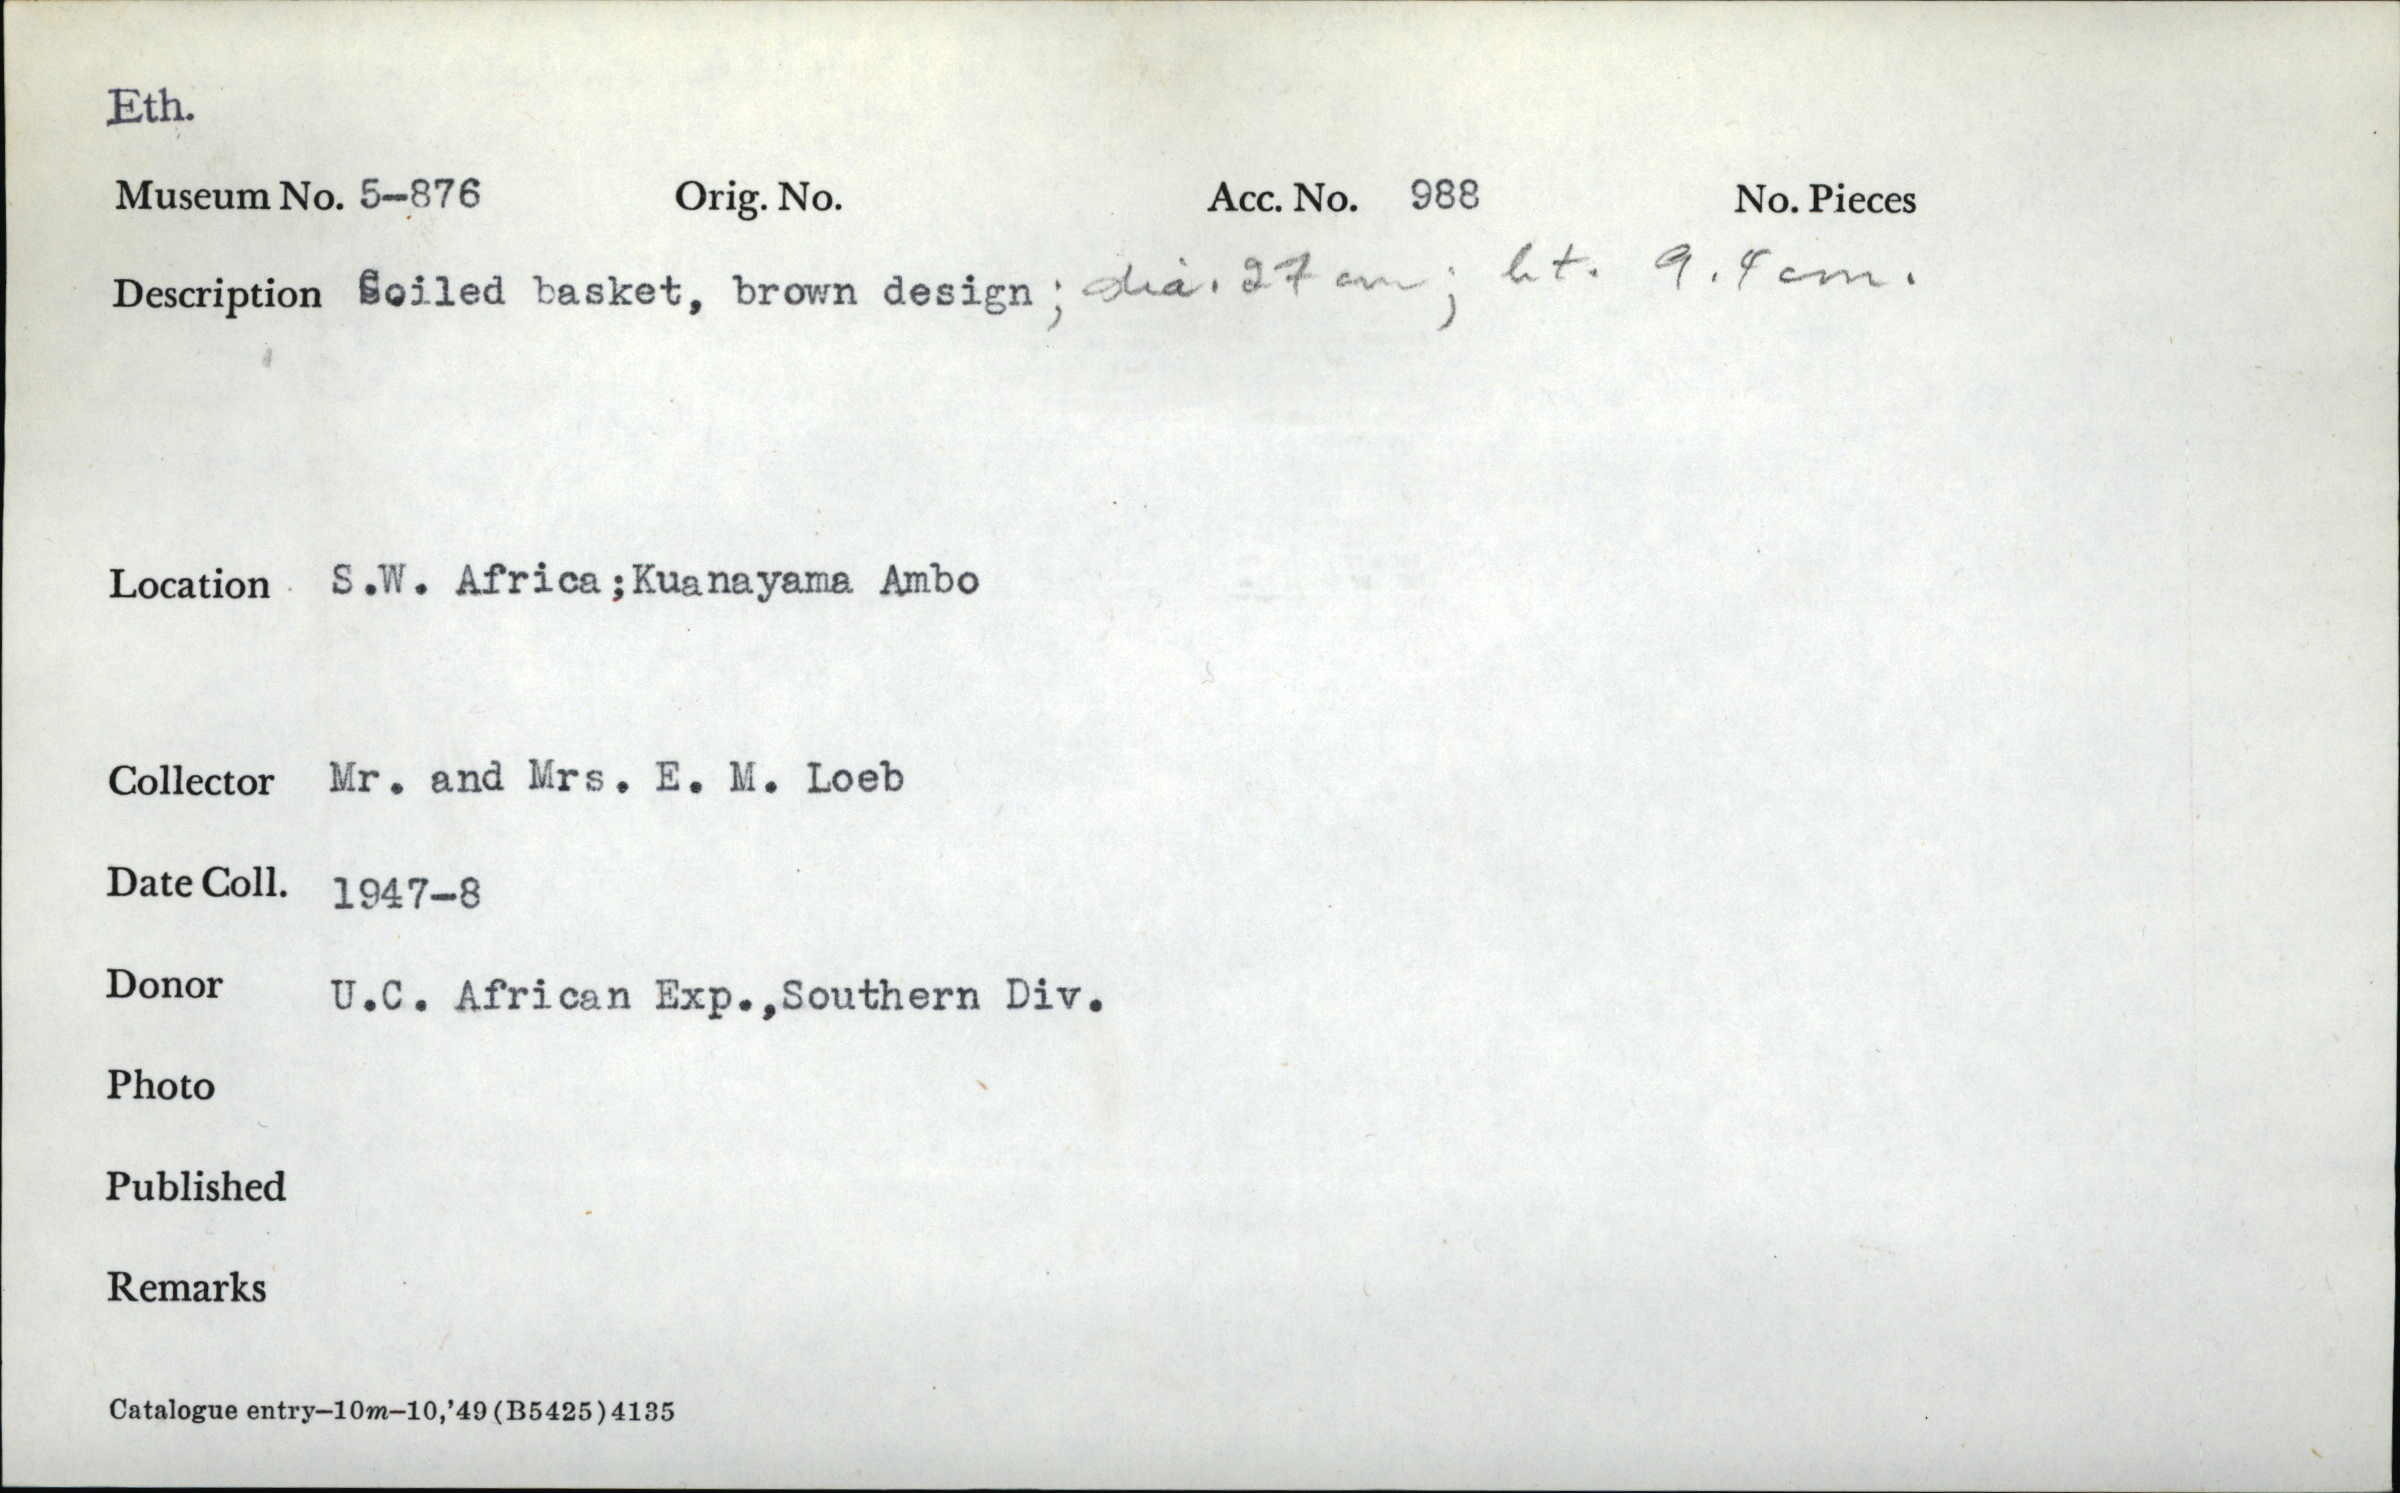 Eth.
Museum No. 5-876 Orig. No. Acc. No. 988 No. Pieces
Description Coiled basket, brown design; dia. 27 cm; ht. 9.4 cm.
Location S.W. Africa;Kuanayama Ambo
Collector Mr. and Mrs. E. M. Loeb
Date Coll. 1947-8
Donor U.C. African Exp.,Southern Div.
Photo
Published
Remarks
Catalogue entry—10m—10,'49(B5425)4135